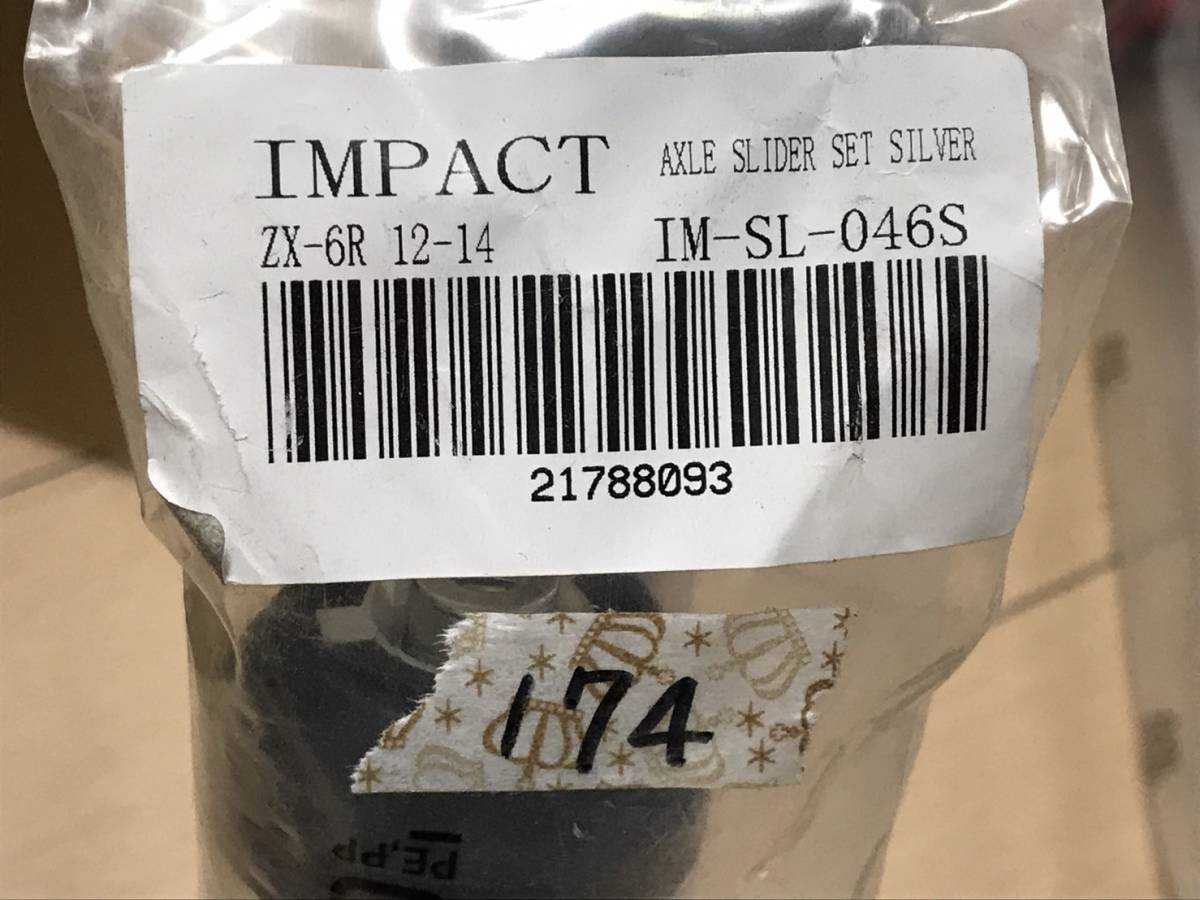 IMPACT AXLE SLIDER SET SILVER
ZX-6R 12-14 IM-SL-046S
21788093
174
PE,PP